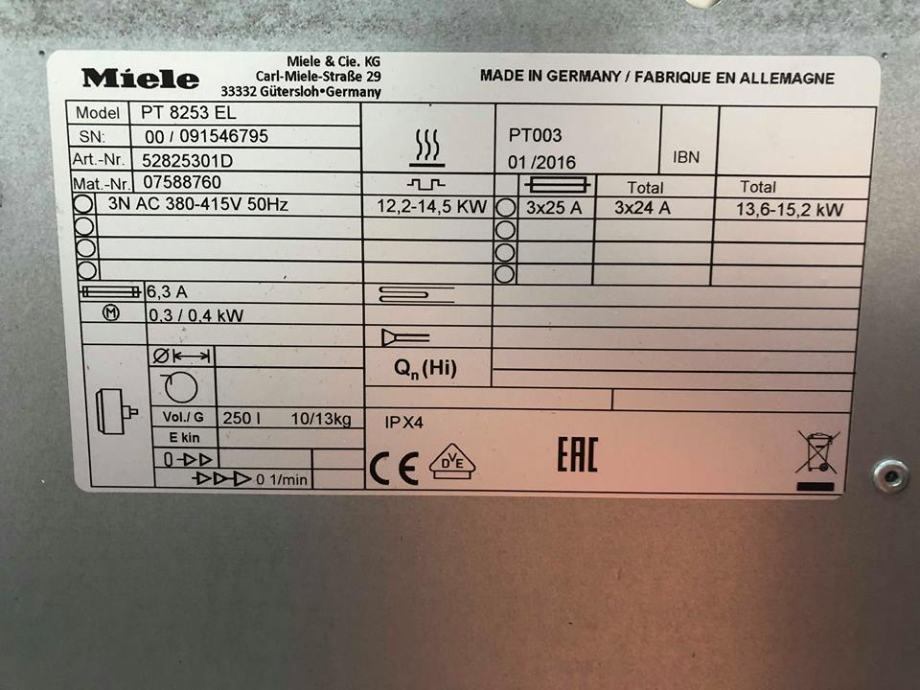 Miele
Miele & Cie. KG
Carl-Miele-Straße 29
33332 Gütersloh•Germany
MADE IN GERMANY / FABRIQUE EN ALLEMAGNE
Model PT 8253 EL
SN: 00 / 091546795
Art.-Nr. 52825301D
Mat.-Nr. 07588760
PT003
01 /2016
IBN
Total Total
3N AC 380-415V 50Hz 12,2-14,5 KW 3x25 A 3x24 A 13,6-15,2 kW
6,3 A
M 0,3 / 0,4 kW
Qn (Hi)
Vol./ G 250 l 10/13kg
E kin
0
0 1/min
IPX4
CE DVE EAC